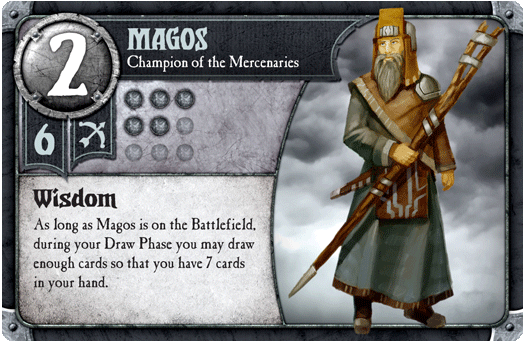 2
MAGOS
Champion of the Mercenaries
6
Wisdom
As long as Magos is on the Battlefield,
during your Draw Phase you may draw
enough cards so that you have 7 cards
in your hand.